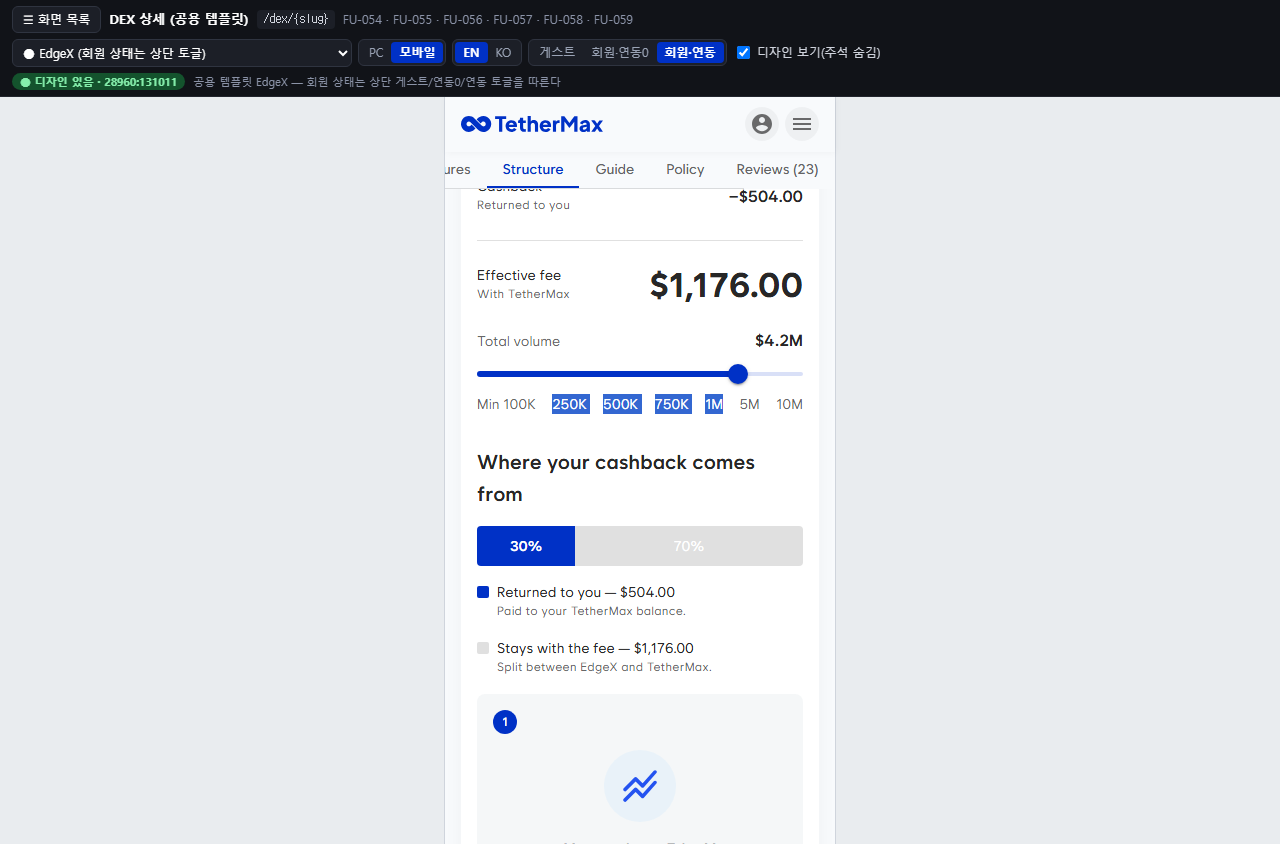 ☰ 화면 목록 DEX 상세 (공용 템플릿) /dex/{slug} FU-054 · FU-055 · FU-056 · FU-057 · FU-058 · FU-059
● EdgeX (회원 상태는 상단 토글) PC 모바일 EN KO 게스트 회원·연동0 회원·연동 디자인 보기(주석 숨김)
● 디자인 있음 · 28960:131011 공용 템플릿 EdgeX — 회원 상태는 상단 게스트/연동0/연동 토글을 따른다
TetherMax
ures Structure Guide Policy Reviews (23)
Cashback −$504.00
Returned to you
Effective fee $1,176.00
With TetherMax
Total volume $4.2M
Min 100K 250K 500K 750K 1M 5M 10M
Where your cashback comes
from
30% 70%
Returned to you — $504.00
Paid to your TetherMax balance.
Stays with the fee — $1,176.00
Split between EdgeX and TetherMax.
1